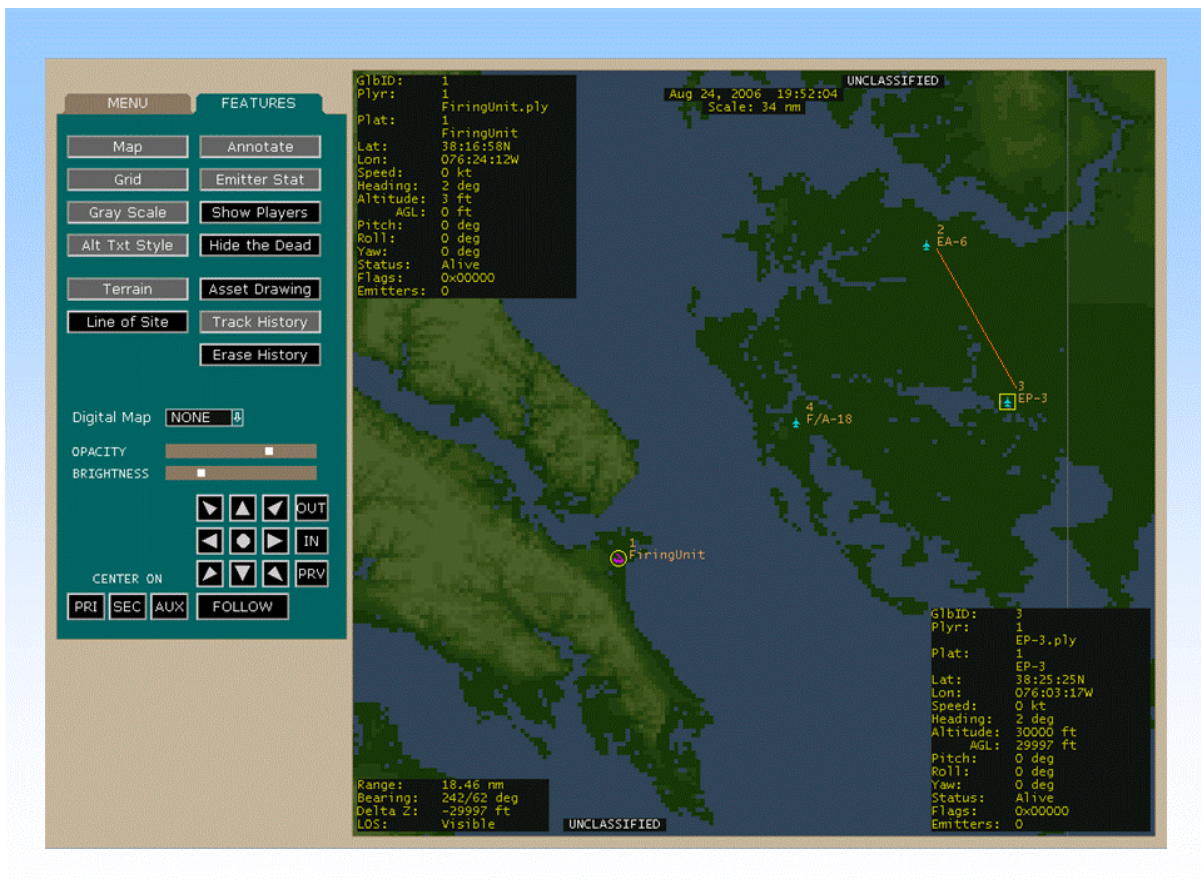 MENU
FEATURES
Map
Annotate
Grid
Emitter Stat
Gray Scale
Show Players
Alt Txt Style
Hide the Dead
Terrain
Asset Drawing
Line of Site
Track History
Erase History
Digital Map NONE
OPACITY
BRIGHTNESS
OUT
IN
CENTER ON
PRV
PRI SEC AUX FOLLOW
GlbID: 1
Plyr: 1
FiringUnit.ply
Plat: 1
FiringUnit
Lat: 38:16:58N
Lon: 076:24:12W
Speed: 0 kt
Heading: 2 deg
Altitude: 3 ft
AGL: 0 ft
Pitch: 0 deg
Roll: 0 deg
Yaw: 0 deg
Status: Alive
Flags: 0x00000
Emitters: 0
UNCLASSIFIED
Aug 24, 2006 19:52:04
Scale: 34 nm
2
EA-6
3
EP-3
4
F/A-18
1
FiringUnit
GlbID: 3
Plyr: 1
EP-3.ply
Plat: 1
EP-3
Lat: 38:25:25N
Lon: 076:03:17W
Speed: 0 kt
Heading: 2 deg
Altitude: 30000 ft
AGL: 29997 ft
Pitch: 0 deg
Roll: 0 deg
Yaw: 0 deg
Status: Alive
Flags: 0x00000
Emitters: 0
Range: 18.46 nm
Bearing: 242/62 deg
Delta Z: -29997 ft
LOS: Visible
UNCLASSIFIED